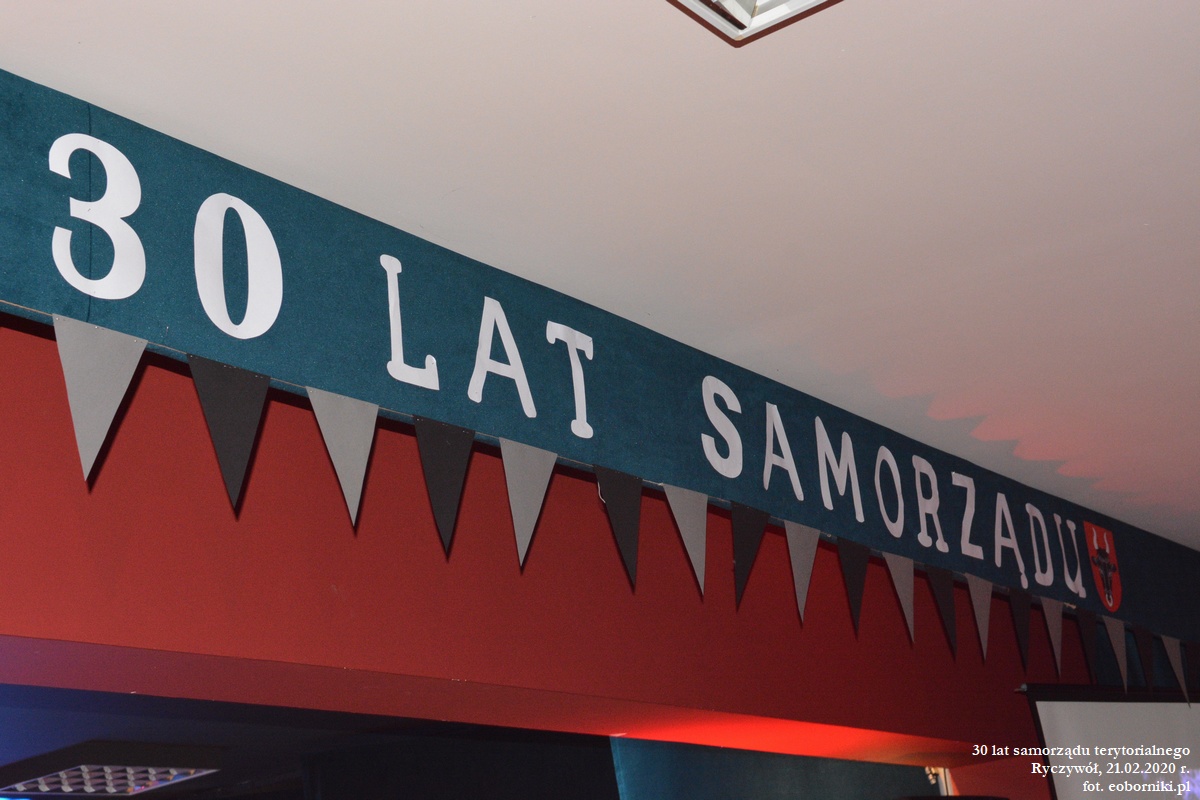 30 LAT SAMORZĄDU
30 lat samorządu terytorialnego
Ryczywół, 21.02.2020 r.
fot. eoborniki.pl